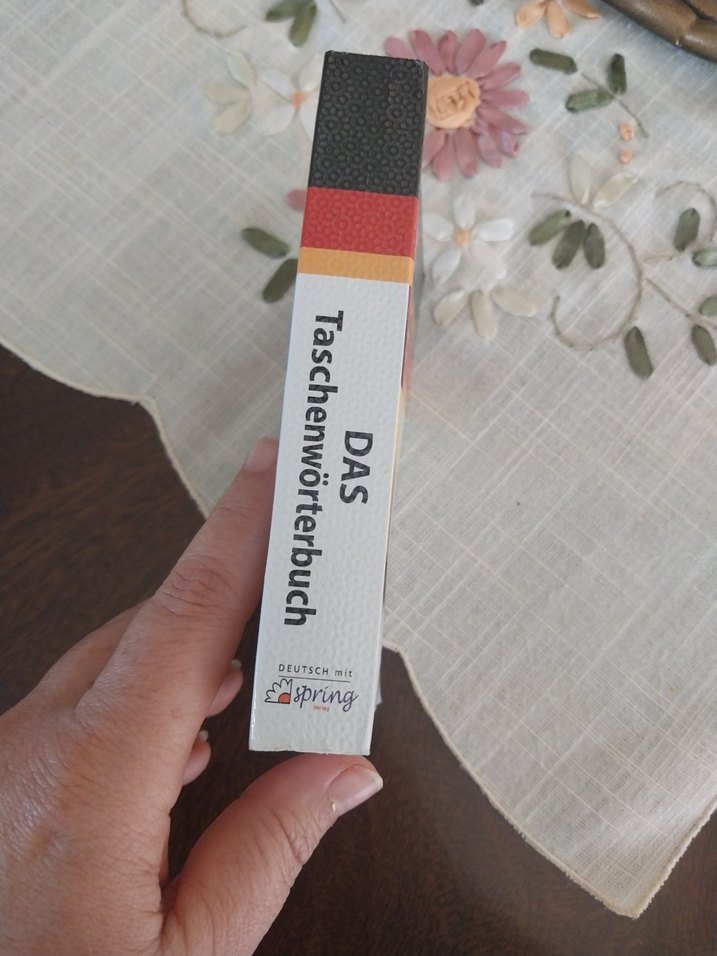 DAS
Taschenwörterbuch
DEUTSCH mit
spring
Verlag